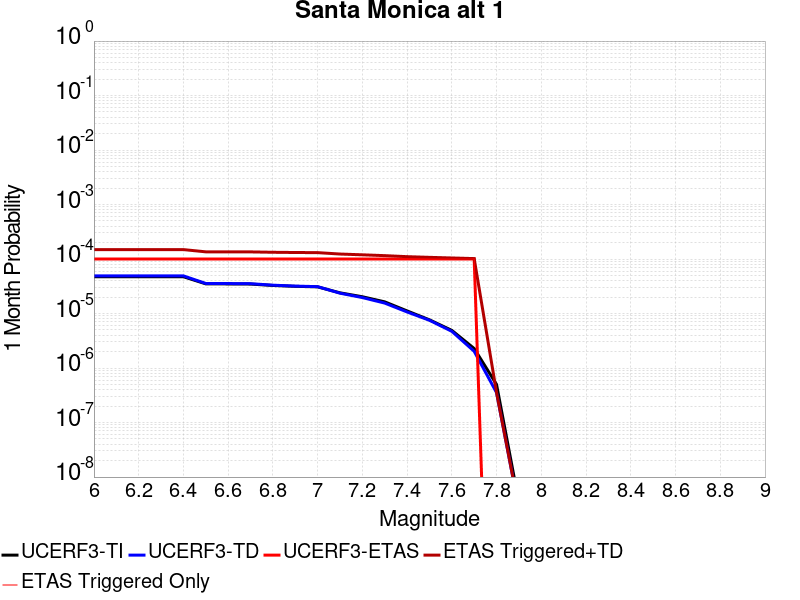 Santa Monica alt 1
10^0
10^-1
10^-2
10^-3
10^-4
10^-5
10^-6
10^-7
10^-8
1 Month Probability
6 6.2 6.4 6.6 6.8 7 7.2 7.4 7.6 7.8 8 8.2 8.4 8.6 8.8 9
Magnitude
UCERF3-TI UCERF3-TD UCERF3-ETAS ETAS Triggered+TD
ETAS Triggered Only